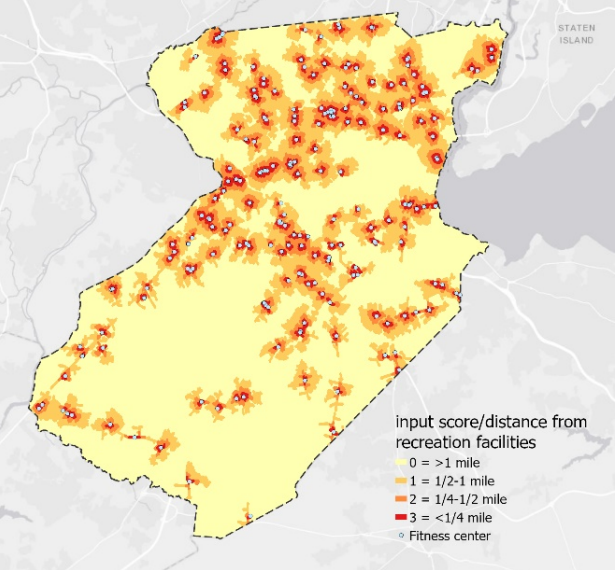 STATEN
ISLAND
input score/distance from
recreation facilities
0 = >1 mile
1 = 1/2-1 mile
2 = 1/4-1/2 mile
3 = <1/4 mile
Fitness center